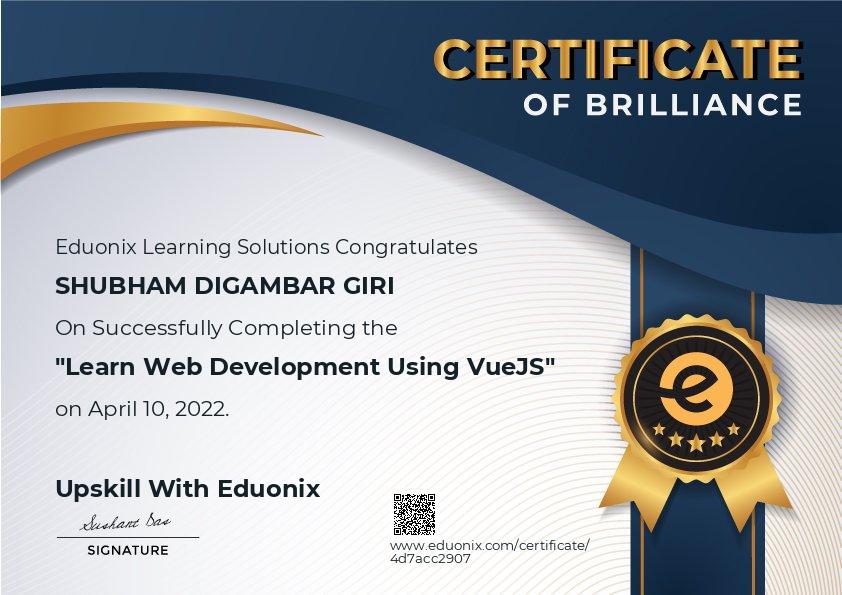 CERTIFICATE
OF BRILLIANCE
Eduonix Learning Solutions Congratulates
SHUBHAM DIGAMBAR GIRI
On Successfully Completing the
"Learn Web Development Using VueJS"
on April 10, 2022.
Upskill With Eduonix
Sushant Das
SIGNATURE
www.eduonix.com/certificate/
4d7acc2907
e